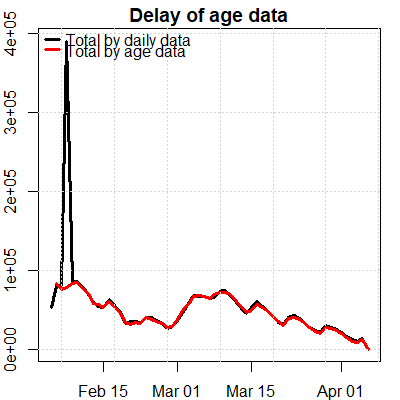 Delay of age data
Total by daily data
Total by age data
4e+05
3e+05
2e+05
1e+05
0e+00
Feb 15 Mar 01 Mar 15 Apr 01